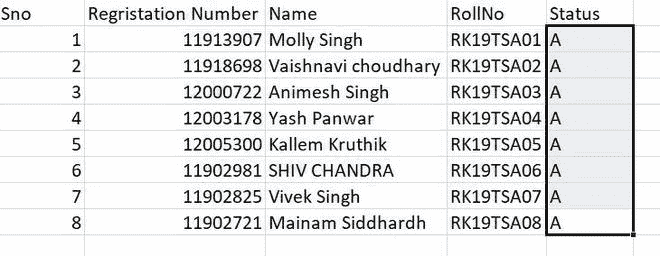 Sno Regristation Number Name RollNo Status
1 11913907 Molly Singh RK19TSA01 A
2 11918698 Vaishnavi choudhary RK19TSA02 A
3 12000722 Animesh Singh RK19TSA03 A
4 12003178 Yash Panwar RK19TSA04 A
5 12005300 Kallem Kruthik RK19TSA05 A
6 11902981 SHIV CHANDRA RK19TSA06 A
7 11902825 Vivek Singh RK19TSA07 A
8 11902721 Mainam Siddhardh RK19TSA08 A